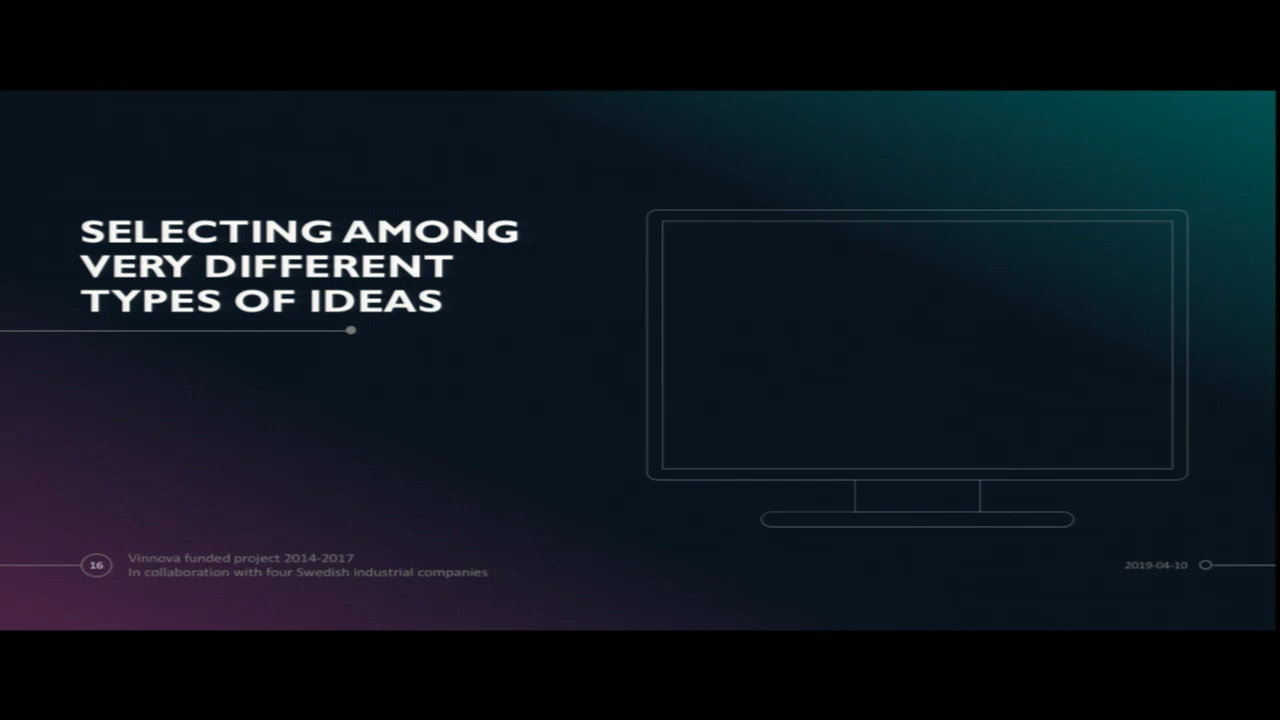 SELECTING AMONG
VERY DIFFERENT
TYPES OF IDEAS
16
Vinnova funded project 2014-2017
In collaboration with four Swedish industrial companies
2019-04-10